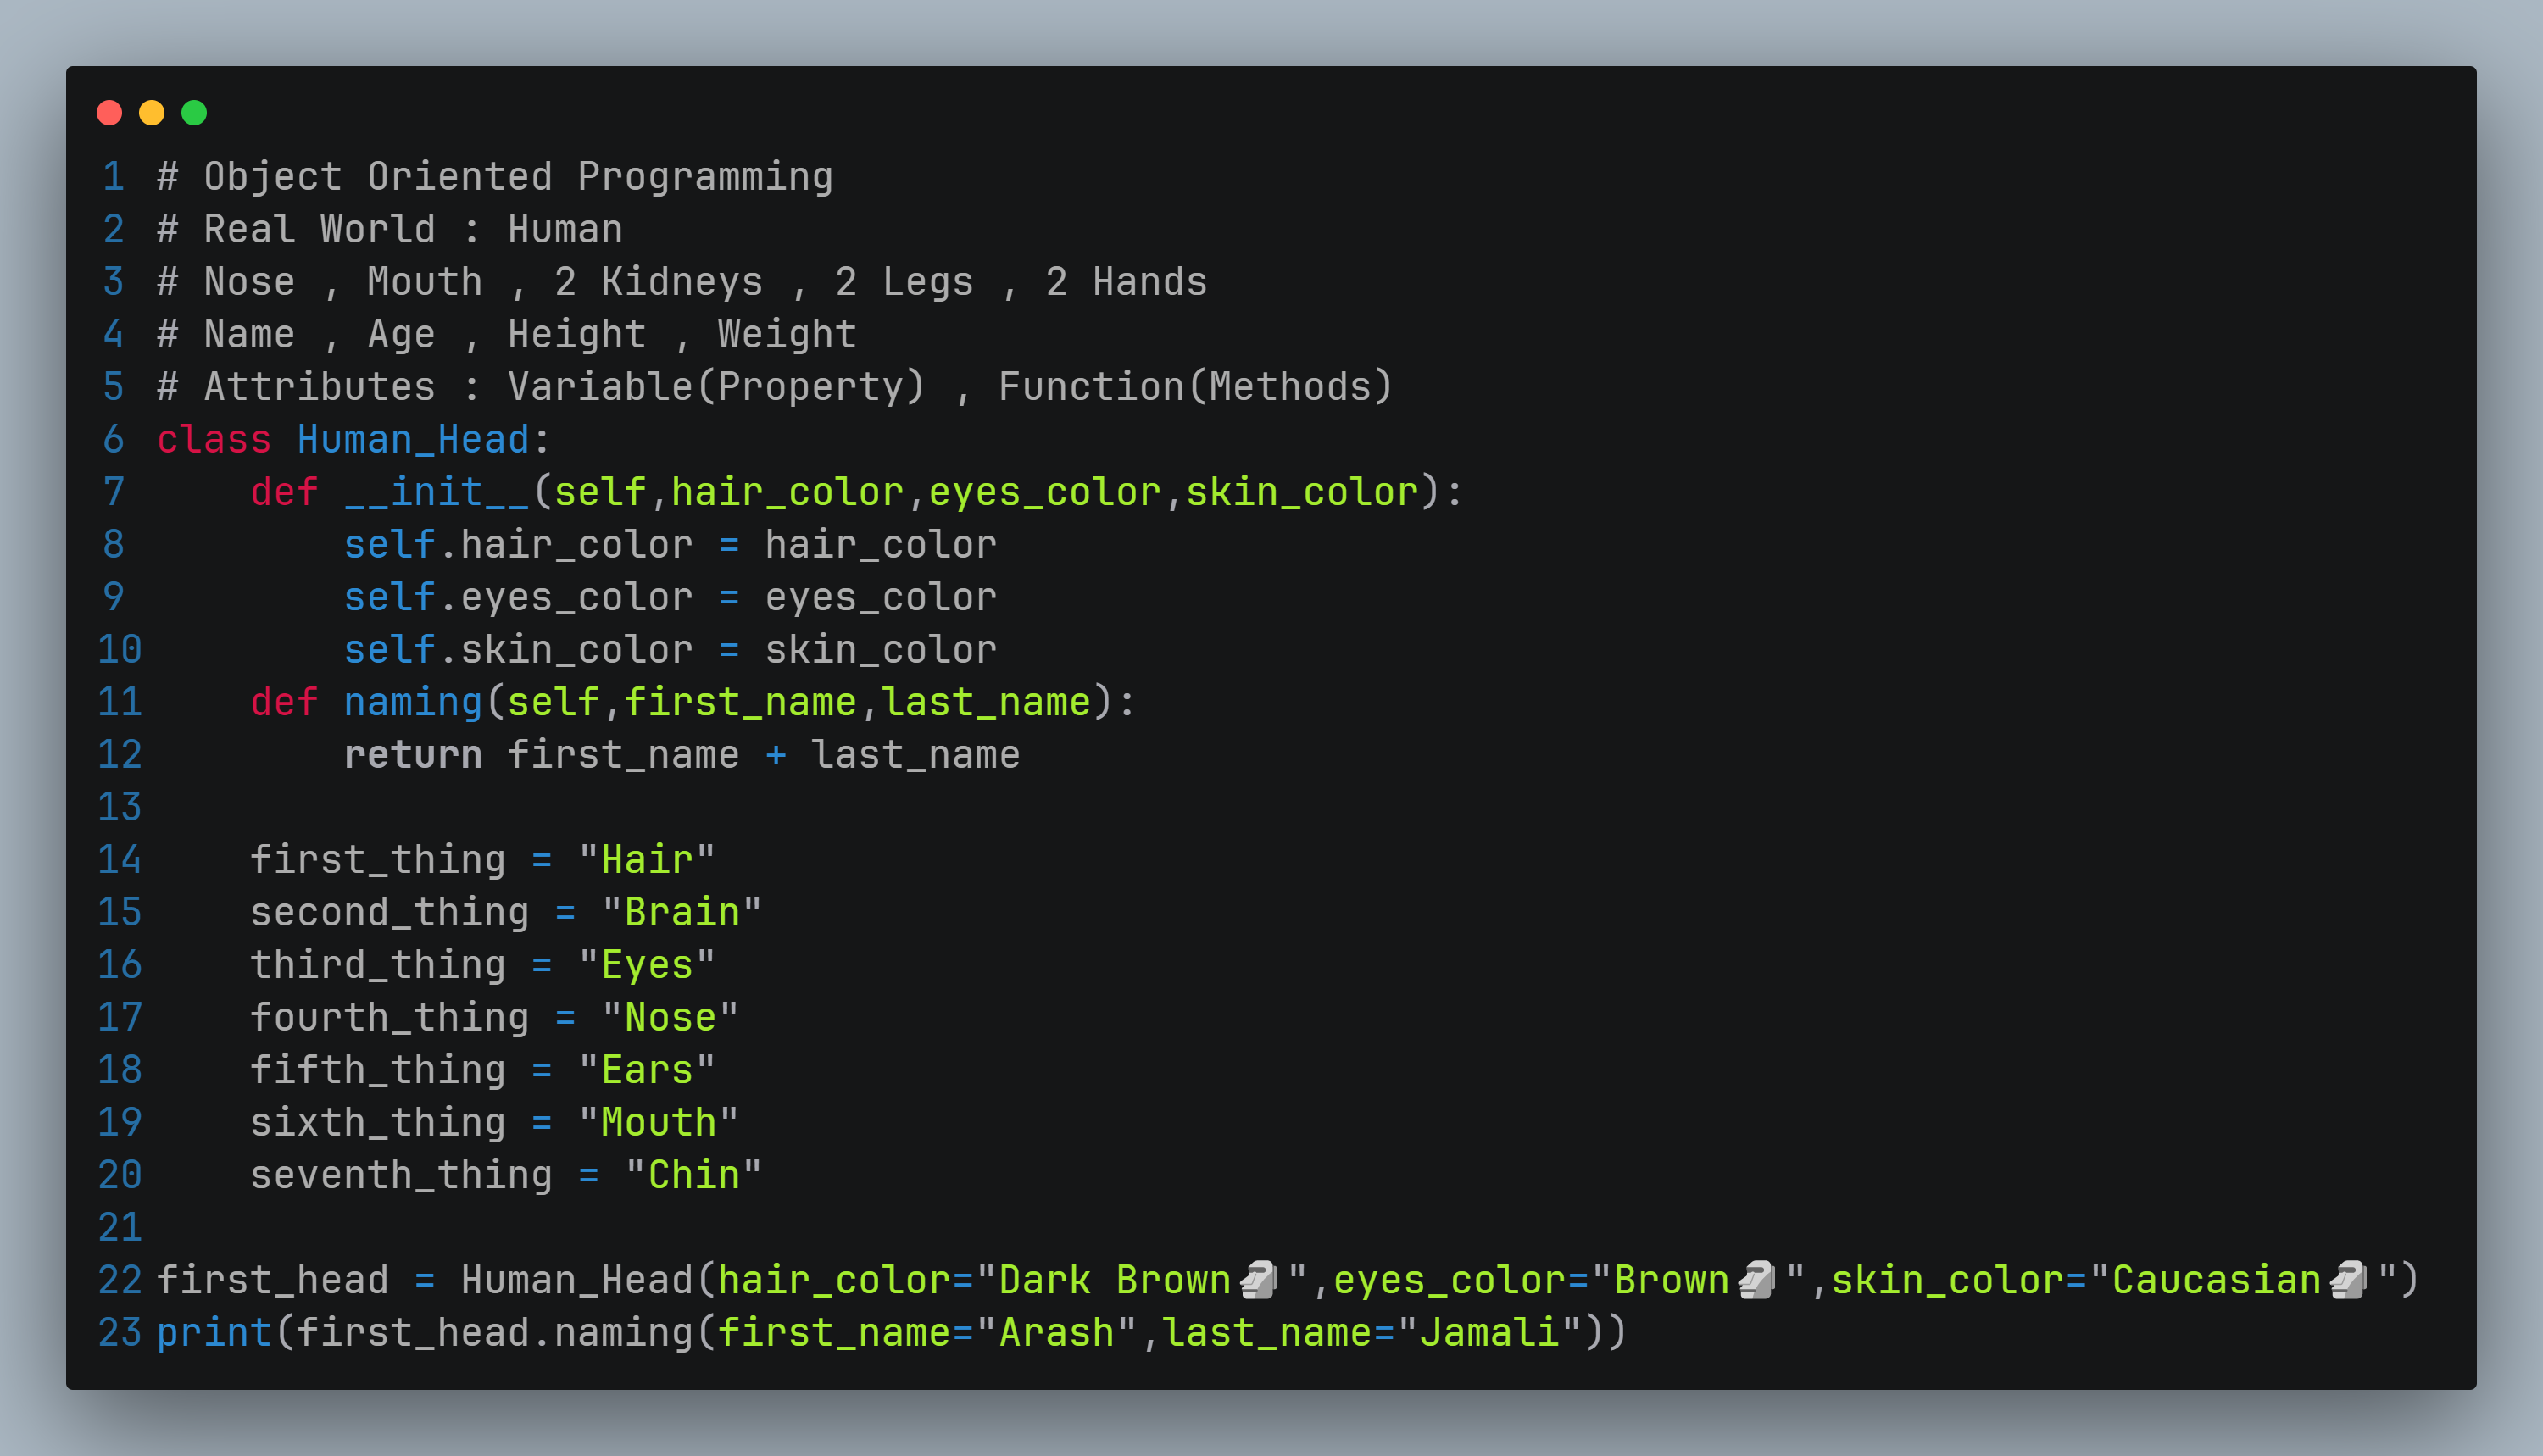 1 # Object Oriented Programming
2 # Real World : Human
3 # Nose , Mouth , 2 Kidneys , 2 Legs , 2 Hands
4 # Name , Age , Height , Weight
5 # Attributes : Variable(Property) , Function(Methods)
6 class Human_Head:
7     def __init__(self,hair_color,eyes_color,skin_color):
8         self.hair_color = hair_color
9         self.eyes_color = eyes_color
10         self.skin_color = skin_color
11     def naming(self,first_name,last_name):
12         return first_name + last_name
13
14     first_thing = "Hair"
15     second_thing = "Brain"
16     third_thing = "Eyes"
17     fourth_thing = "Nose"
18     fifth_thing = "Ears"
19     sixth_thing = "Mouth"
20     seventh_thing = "Chin"
21
22 first_head = Human_Head(hair_color="Dark Brown🗿",eyes_color="Brown🗿",skin_color="Caucasian🗿")
23 print(first_head.naming(first_name="Arash",last_name="Jamali"))